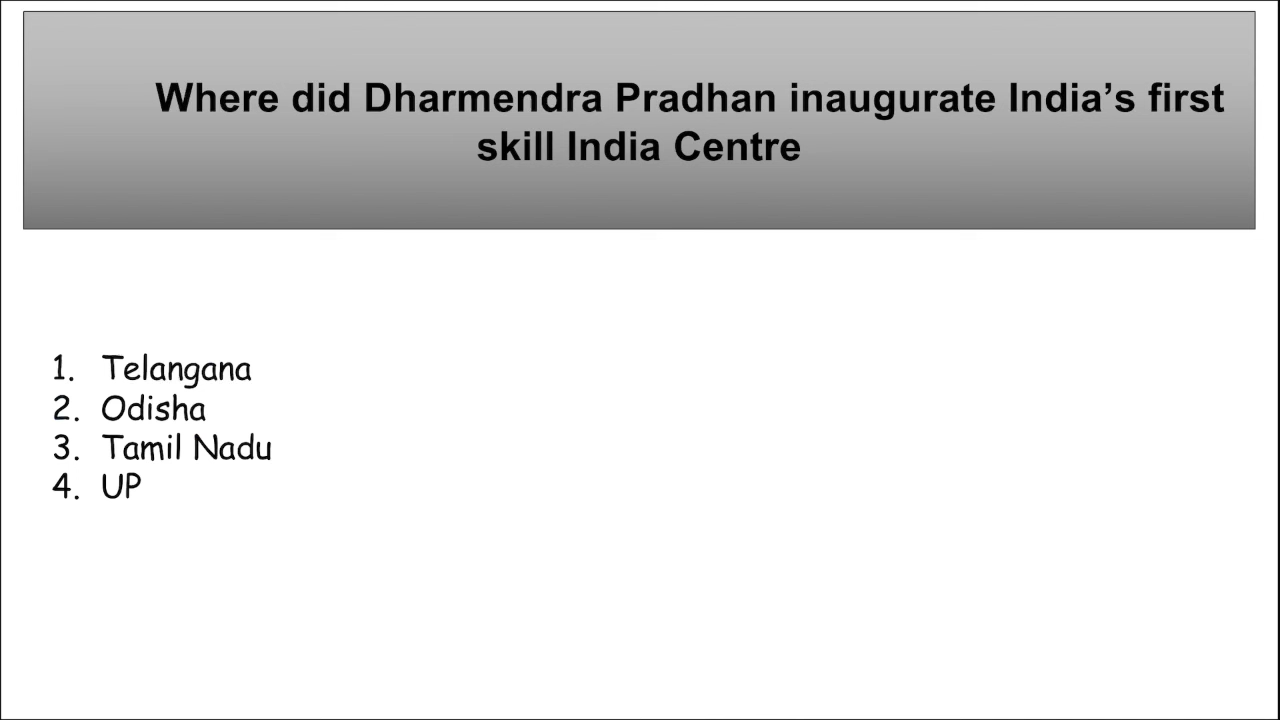 Where did Dharmendra Pradhan inaugurate India’s first
skill India Centre
1. Telangana
2. Odisha
3. Tamil Nadu
4. UP